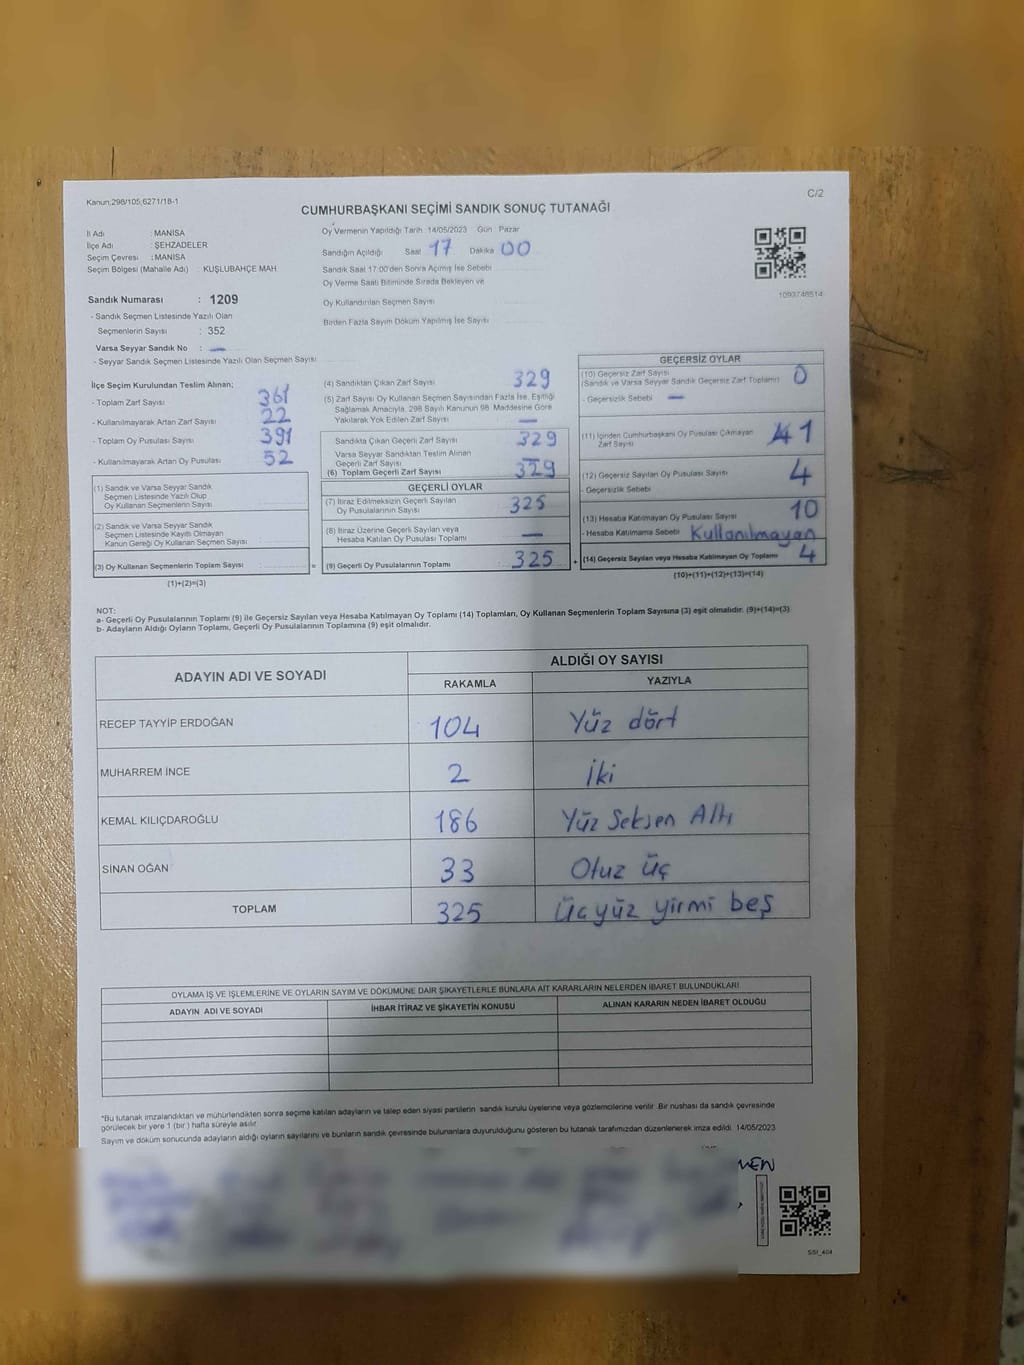 Kanun;298/105;6271/18-1
C/2
CUMHURBAŞKANI SEÇİMİ SANDIK SONUÇ TUTANAĞI
İl Adı : MANİSA
İlçe Adı : ŞEHZADELER
Seçim Çevresi : MANİSA
Seçim Bölgesi (Mahalle Adı) : KUŞLUBAHÇE MAH
Oy Vermenin Yapıldığı Tarih 14/05/2023 Gün Pazar
Sandığın Açıldığı Saat 17 Dakika 00
Sandık Saat 17:00'den Sonra Açılmış İse Sebebi
Oy Verme Saati Bitiminde Sırada Bekleyen ve
Oy Kullandırılan Seçmen Sayısı
Birden Fazla Sayım Döküm Yapılmış İse Sayısı
1093748514
Sandık Numarası : 1209
- Sandık Seçmen Listesinde Yazılı Olan
Seçmenlerin Sayısı : 352
Varsa Seyyar Sandık No : —
- Seyyar Sandık Seçmen Listesinde Yazılı Olan Seçmen Sayısı
İlçe Seçim Kurulundan Teslim Alınan;
- Toplam Zarf Sayısı 361
- Kullanılmayarak Artan Zarf Sayısı 22
- Toplam Oy Pusulası Sayısı 391
- Kullanılmayarak Artan Oy Pusulası 52
(1) Sandık ve Varsa Seyyar Sandık
Seçmen Listesinde Yazılı Olup
Oy Kullanan Seçmenlerin Sayısı
(2) Sandık ve Varsa Seyyar Sandık
Seçmen Listesinde Kayıtlı Olmayan
Kanun Gereği Oy Kullanan Seçmen Sayısı
(3) Oy Kullanan Seçmenlerin Toplam Sayısı
(1)+(2)=(3)
=
(4) Sandıktan Çıkan Zarf Sayısı 329
(5) Zarf Sayısı Oy Kullanan Seçmen Sayısından Fazla İse, Eşitliği
Sağlamak Amacıyla, 298 Sayılı Kanunun 98. Maddesine Göre
Yakılarak Yok Edilen Zarf Sayısı —
Sandıkta Çıkan Geçerli Zarf Sayısı 329
Varsa Seyyar Sandıktan Teslim Alınan
Geçerli Zarf Sayısı —
(6) Toplam Geçerli Zarf Sayısı 329
GEÇERLİ OYLAR
(7) İtiraz Edilmeksizin Geçerli Sayılan
Oy Pusulalarının Sayısı 325
(8) İtiraz Üzerine Geçerli Sayılan veya
Hesaba Katılan Oy Pusulası Toplamı —
(9) Geçerli Oy Pusulalarının Toplamı 325
+
GEÇERSİZ OYLAR
(10) Geçersiz Zarf Sayısı
(Sandık ve Varsa Seyyar Sandık Geçersiz Zarf Toplamı) 0
- Geçersizlik Sebebi —
(11) İçinden Cumhurbaşkanı Oy Pusulası Çıkmayan
Zarf Sayısı 1
(12) Geçersiz Sayılan Oy Pusulası Sayısı 4
- Geçersizlik Sebebi
(13) Hesaba Katılmayan Oy Pusulası Sayısı 10
- Hesaba Katılmama Sebebi Kullanılmayan
(14) Geçersiz Sayılan veya Hesaba Katılmayan Oy Toplamı 4
(10)+(11)+(12)+(13)=(14)
NOT:
a- Geçerli Oy Pusulalarının Toplamı (9) ile Geçersiz Sayılan veya Hesaba Katılmayan Oy Toplamı (14) Toplamları, Oy Kullanan Seçmenlerin Toplam Sayısına (3) eşit olmalıdır. (9)+(14)=(3)
b- Adayların Aldığı Oyların Toplamı, Geçerli Oy Pusulalarının Toplamına (9) eşit olmalıdır.
ADAYIN ADI VE SOYADI
ALDIĞI OY SAYISI
RAKAMLA YAZIYLA
RECEP TAYYİP ERDOĞAN 104 Yüz dört
MUHARREM İNCE 2 İki
KEMAL KILIÇDAROĞLU 186 Yüz Seksen Altı
SİNAN OĞAN 33 Otuz üç
TOPLAM 325 Üçyüz yirmi beş
OYLAMA İŞ VE İŞLEMLERİNE VE OYLARIN SAYIM VE DÖKÜMÜNE DAİR ŞİKAYETLERLE BUNLARA AİT KARARLARIN NELERDEN İBARET BULUNDUKLARI
ADAYIN ADI VE SOYADI İHBAR İTİRAZ VE ŞİKAYETİN KONUSU ALINAN KARARIN NEDEN İBARET OLDUĞU
*Bu tutanak imzalandıktan ve mühürlendikten sonra seçime katılan adayların ve talep eden siyasi partilerin sandık kurulu üyelerine veya gözlemcilerine verilir. Bir nushası da sandık çevresinde
görülecek bir yere 1 (bir) hafta süreyle asılır.
Sayım ve döküm sonucunda adayların aldığı oyların sayılarını ve bunların sandık çevresinde bulunanlara duyurulduğunu gösteren bu tutanak tarafımızdan düzenlenerek imza edildi. 14/05/2023
SSI_404